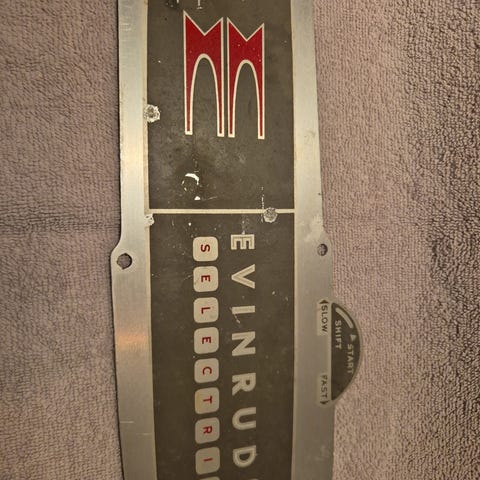 EVINRUD
SELECTRI
SLOW FAST
SHIFT
START